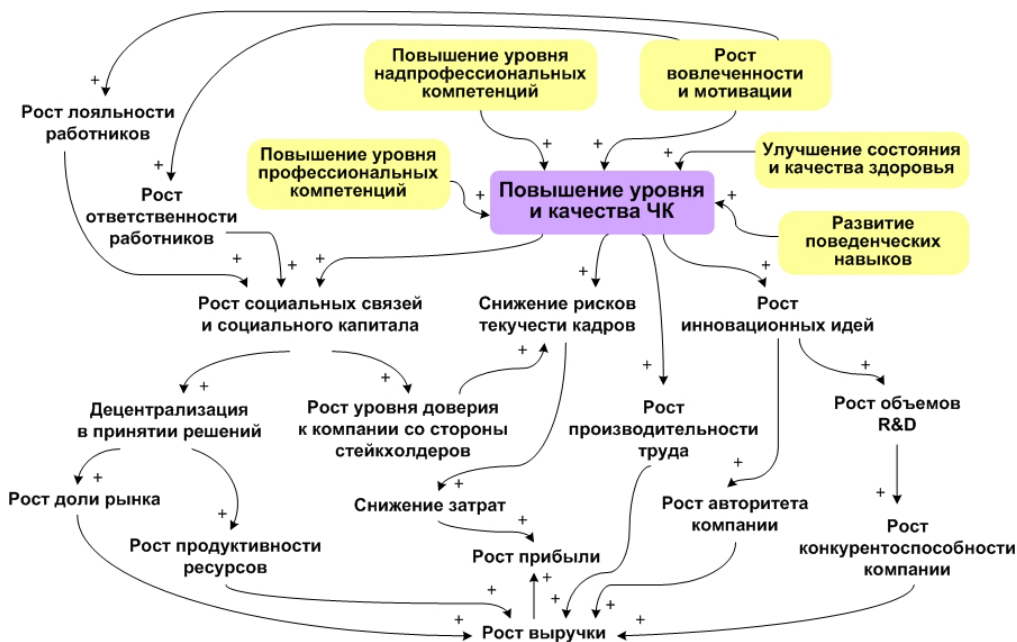 Повышение уровня
надпрофессиональных
компетенций
Рост
вовлеченности
и мотивации
+
Рост лояльности
работников
+
+
+
Повышение уровня
профессиональных
компетенций
+
Улучшение состояния
и качества здоровья
+
Рост
ответственности
работников
+
Повышение уровня
и качества ЧК
+
Развитие
поведенческих
навыков
+
+
+
+
+
Рост социальных связей
и социального капитала
Снижение рисков
текучести кадров
Рост
инновационных идей
+
+
+
+
+
Децентрализация
в принятии решений
Рост уровня доверия
к компании со стороны
стейкхолдеров
Рост
производительности
труда
Рост объемов
R&D
+
+
+
+
Рост доли рынка
Снижение затрат
Рост авторитета
компании
+
+
Рост продуктивности
ресурсов
Рост прибыли
Рост
конкурентоспособности
компании
+
+
+
+
+
+
Рост выручки